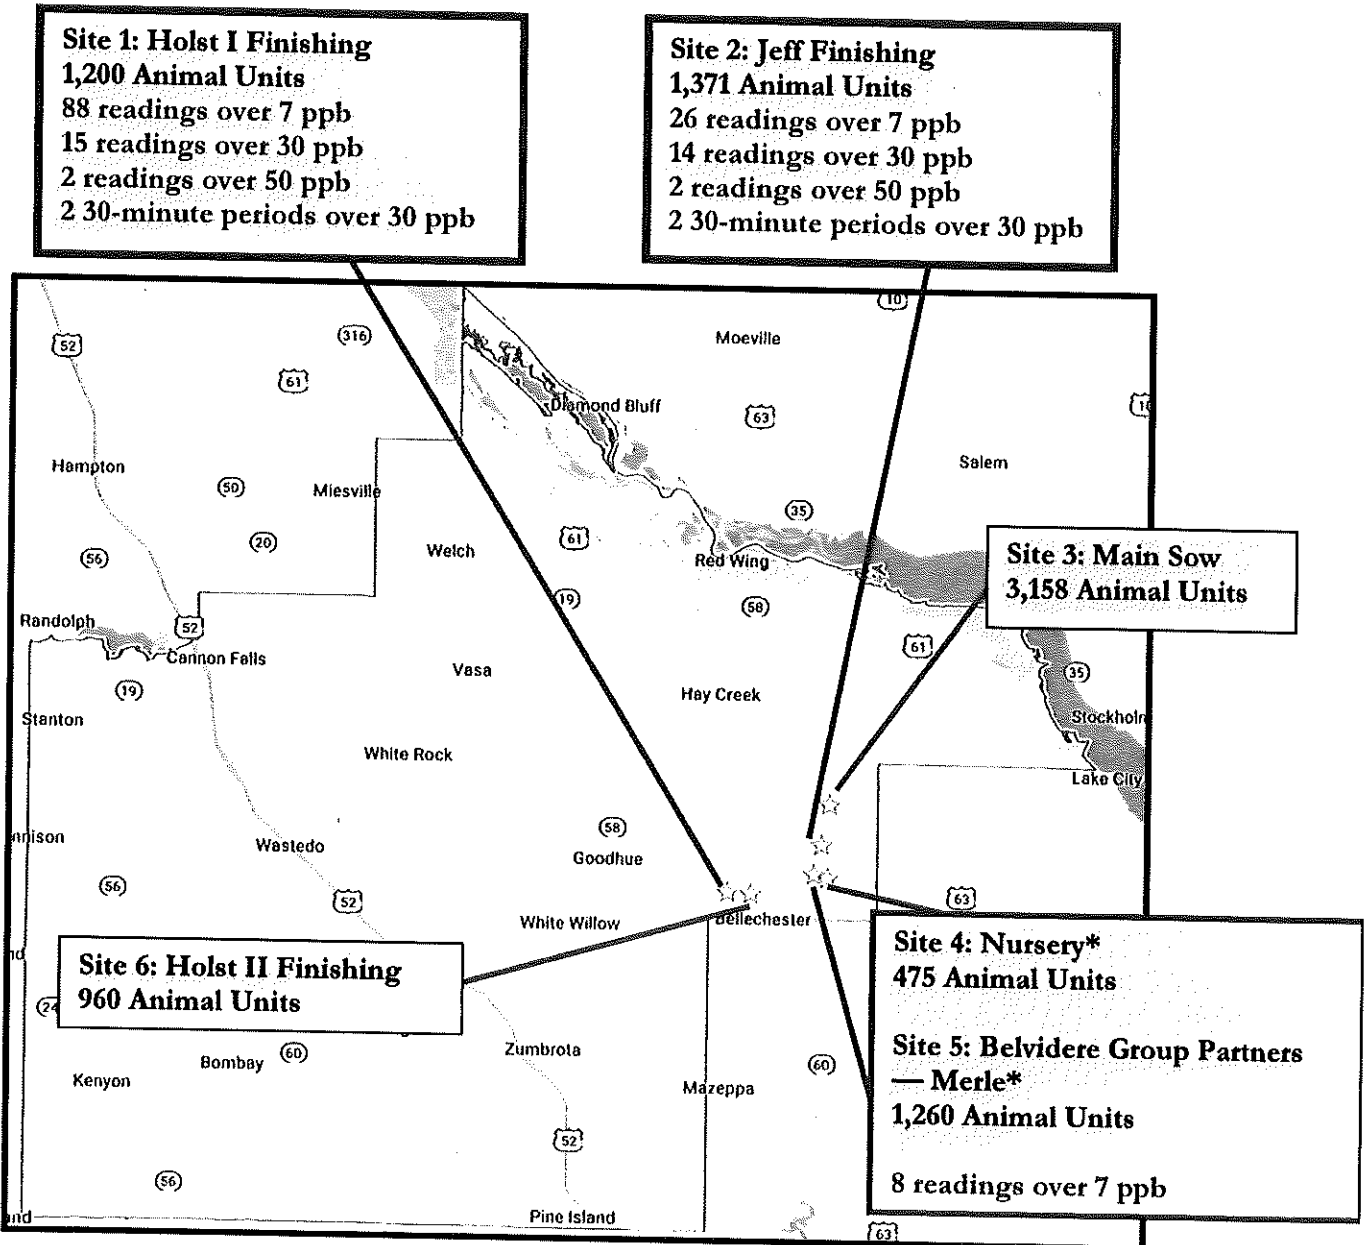 Site 1: Holst I Finishing
1,200 Animal Units
88 readings over 7 ppb
15 readings over 30 ppb
2 readings over 50 ppb
2 30-minute periods over 30 ppb
Site 2: Jeff Finishing
1,371 Animal Units
26 readings over 7 ppb
14 readings over 30 ppb
2 readings over 50 ppb
2 30-minute periods over 30 ppb
10
52
316
Moeville
61
Diamond Bluff
63
Hampton
50
Miesville
Salem
35
56
20
Welch
61
Red Wing
Site 3: Main Sow
3,158 Animal Units
19
58
Randolph
52
Cannon Falls
61
35
19
Vasa
Hay Creek
Stanton
Stockholm
White Rock
Lake City
58
Wastedo
Goodhue
56
52
63
White Willow
Bellechester
Site 6: Holst II Finishing
960 Animal Units
24
Site 4: Nursery*
475 Animal Units
Site 5: Belvidere Group Partners
— Merle*
1,260 Animal Units
8 readings over 7 ppb
Bombay
60
Zumbrota
60
Kenyon
Mazeppa
52
56
Pine Island
63